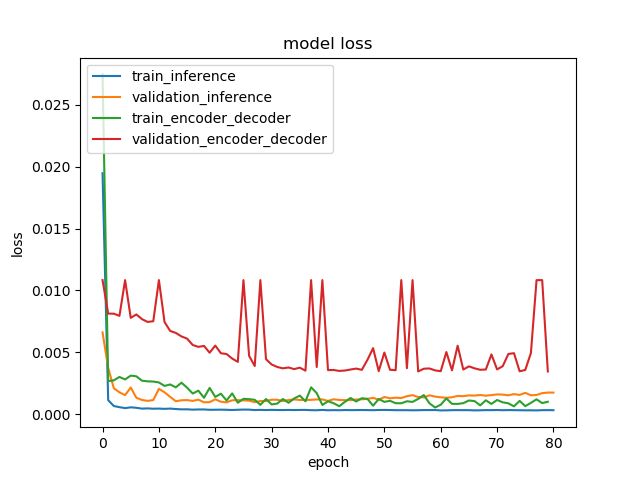 model loss
train_inference
validation_inference
train_encoder_decoder
validation_encoder_decoder
loss
0.025
0.020
0.015
0.010
0.005
0.000
0 10 20 30 40 50 60 70 80
epoch